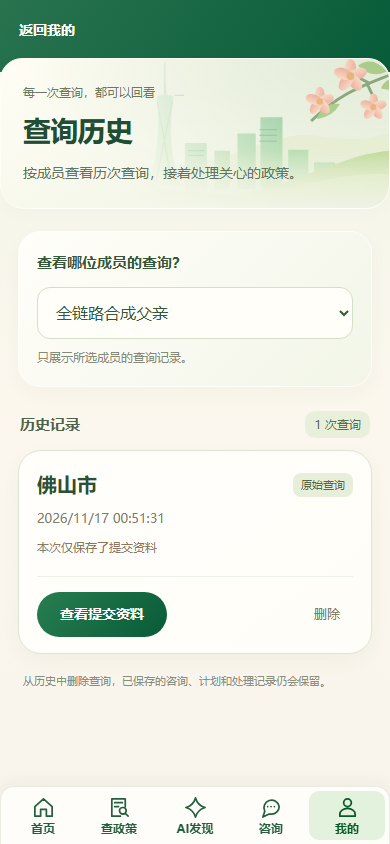 返回我的
每一次查询，都可以回看
查询历史
按成员查看历次查询，接着处理关心的政策。
查看哪位成员的查询？
全链路合成父亲
只展示所选成员的查询记录。
历史记录
1 次查询
佛山市
原始查询
2026/11/17 00:51:31
本次仅保存了提交资料
查看提交资料
删除
从历史中删除查询，已保存的咨询、计划和处理记录仍会保留。
首页
查政策
AI发现
咨询
我的